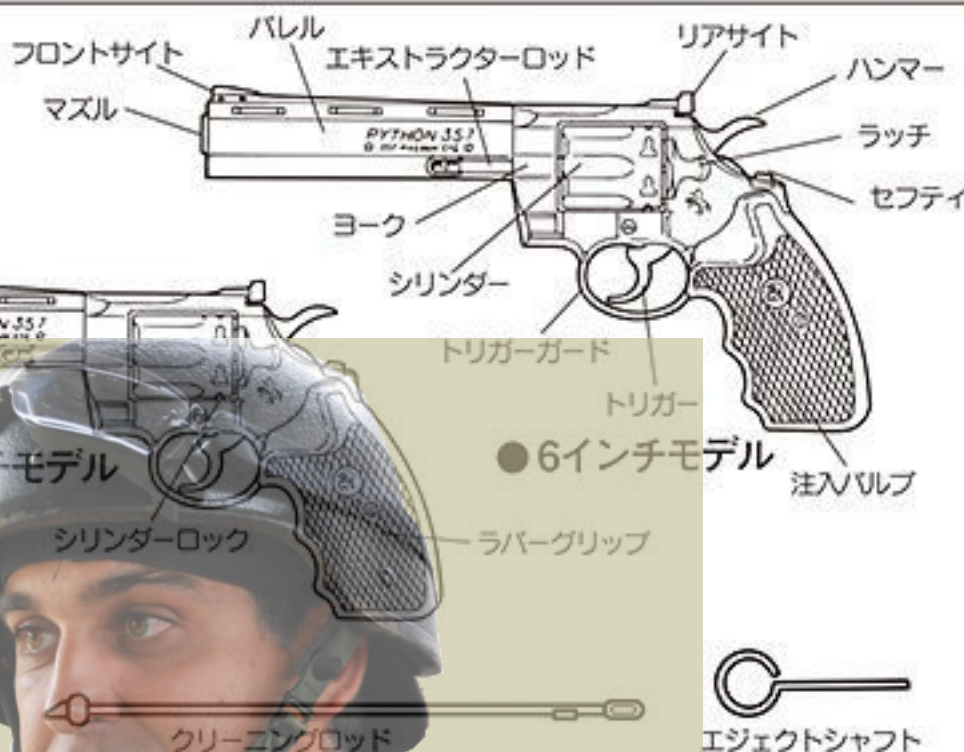 バレル
リアサイト
フロントサイト
エキストラクターロッド
ハンマー
マズル
ラッチ
PYTHON 357
セフティ
ヨーク
シリンダー
トリガーガード
トリガー
●6インチモデル
チモデル
注入バルブ
シリンダーロック
ラバーグリップ
クリーニングロッド
エジェクトシャフト